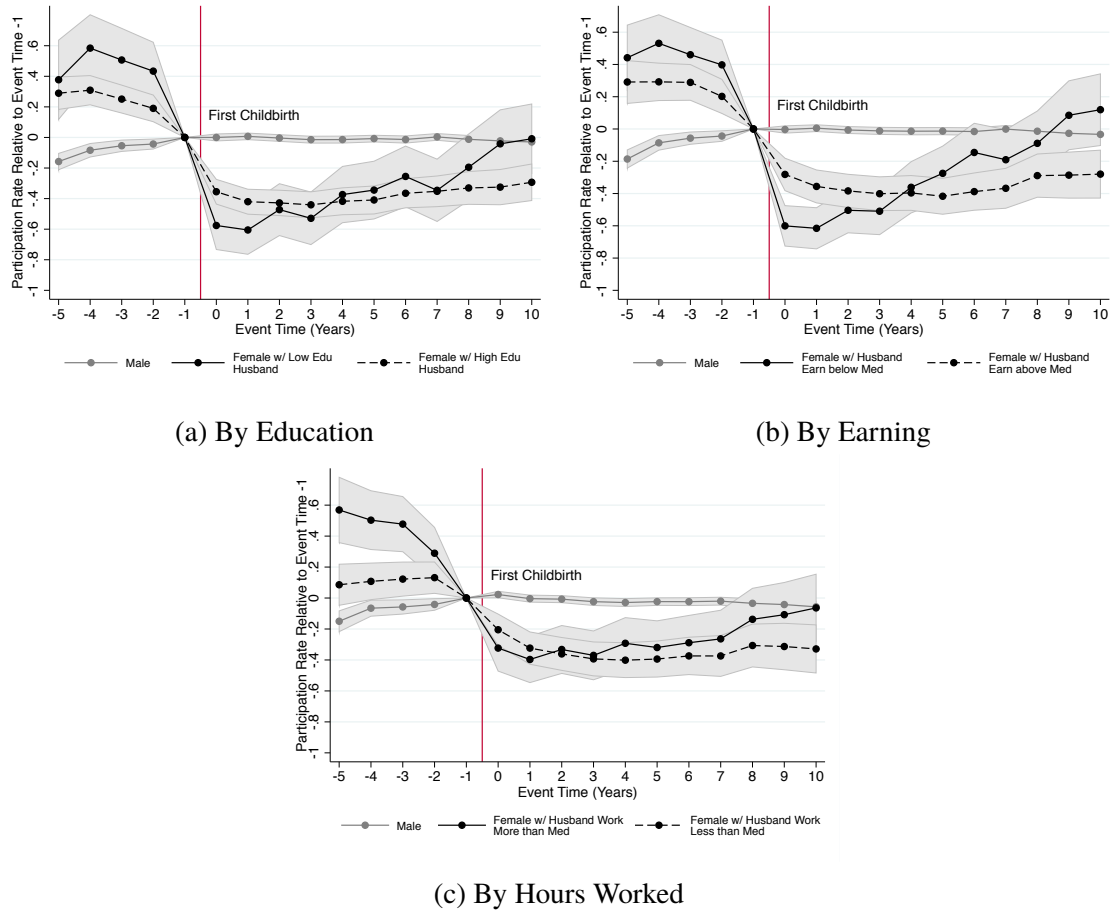 Participation Rate Relative to Event Time -1
.6
.4
.2
0
-.2
-.4
-.6
-.8
-1
First Childbirth
-5 -4 -3 -2 -1 0 1 2 3 4 5 6 7 8 9 10
Event Time (Years)
Male
Female w/ Low Edu
Husband
Female w/ High Edu
Husband
(a) By Education
Participation Rate Relative to Event Time -1
.6
.4
.2
0
-.2
-.4
-.6
-.8
-1
First Childbirth
-5 -4 -3 -2 -1 0 1 2 3 4 5 6 7 8 9 10
Event Time (Years)
Male
Female w/ Husband
Earn below Med
Female w/ Husband
Earn above Med
(b) By Earning
Participation Rate Relative to Event Time -1
.6
.4
.2
0
-.2
-.4
-.6
-.8
-1
First Childbirth
-5 -4 -3 -2 -1 0 1 2 3 4 5 6 7 8 9 10
Event Time (Years)
Male
Female w/ Husband Work
More than Med
Female w/ Husband Work
Less than Med
(c) By Hours Worked